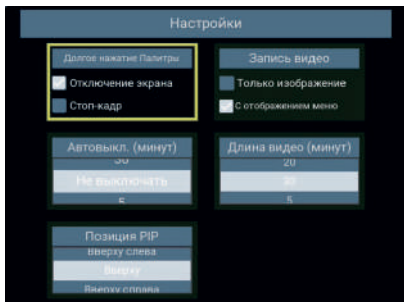 Настройки
Долгое нажатие Палитры
Отключение экрана
Стоп-кадр
Запись видео
Только изображение
С отображением меню
Автовыкл. (минут)
30
Не выключать
5
Длина видео (минут)
20
5
Позиция PIP
Вверху слева
Вверху
Вверху справа